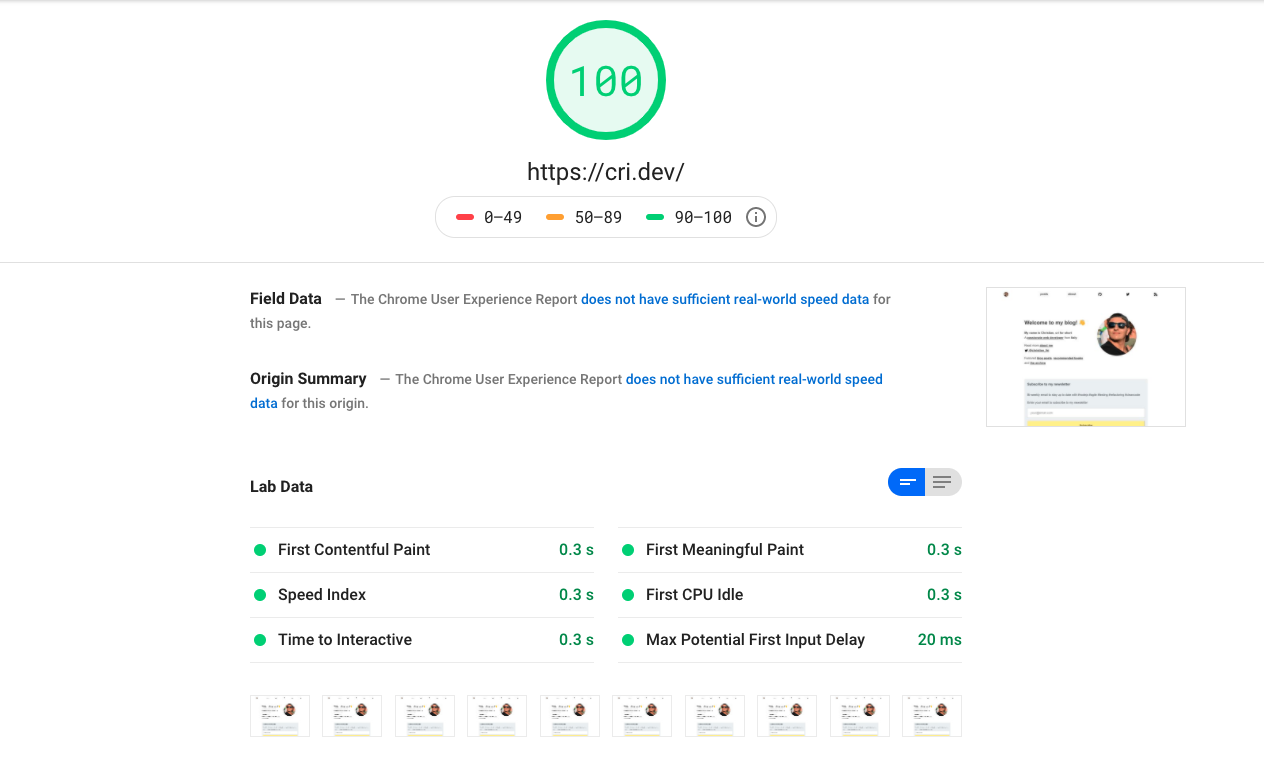 100
https://cri.dev/
0–49 50–89 90–100
Field Data — The Chrome User Experience Report does not have sufficient real-world speed data for
this page.
Origin Summary — The Chrome User Experience Report does not have sufficient real-world speed
data for this origin.
Welcome to my blog! 👋
Subscribe to my newsletter
Lab Data
First Contentful Paint 0.3 s
First Meaningful Paint 0.3 s
Speed Index 0.3 s
First CPU Idle 0.3 s
Time to Interactive 0.3 s
Max Potential First Input Delay 20 ms